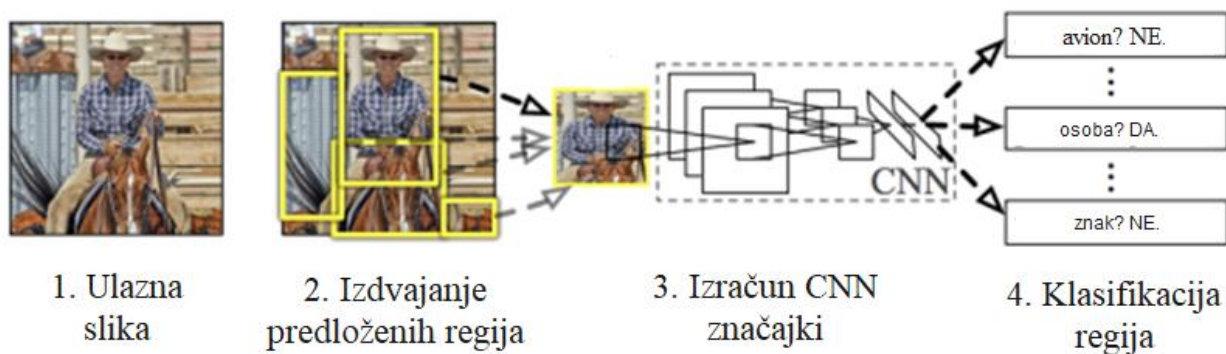 avion? NE.
osoba? DA.
znak? NE.
CNN
1. Ulazna
slika
2. Izdvajanje
predloženih regija
3. Izračun CNN
značajki
4. Klasifikacija
regija